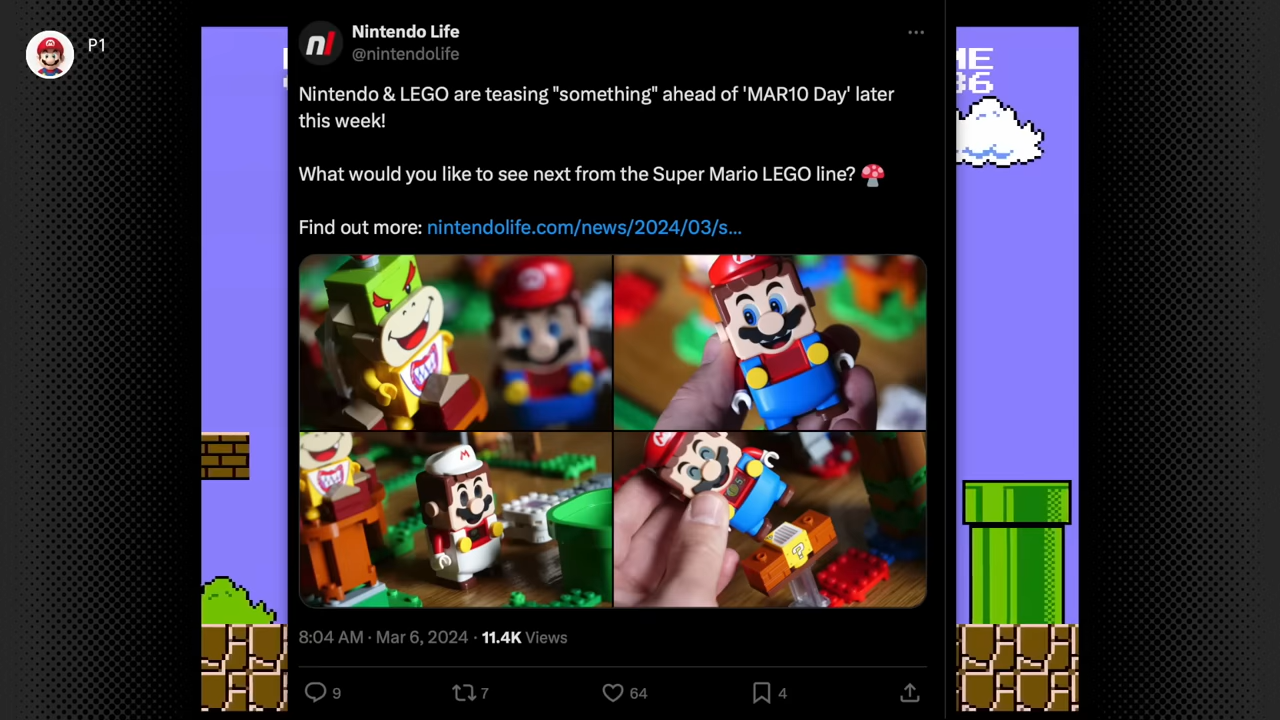 P1
Nintendo Life
@nintendolife
Nintendo & LEGO are teasing "something" ahead of 'MAR10 Day' later
this week!
What would you like to see next from the Super Mario LEGO line?
Find out more: nintendolife.com/news/2024/03/s...
8:04 AM · Mar 6, 2024 · 11.4K Views
9 7 64 4